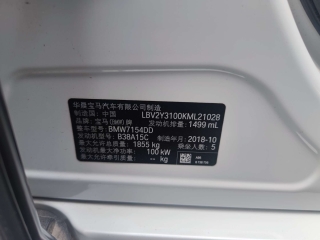 华晨宝马汽车有限公司制造
制造国：中国 LBV2Y3100KML21028
品牌：宝马(BMW)牌 发动机排量：1499 mL
整车型号：BMW7154DD
发动机型号：B38A15C 制造年月：2018-10
最大允许总质量：1855 kg 乘坐人数：5
发动机最大净功率：100 kW